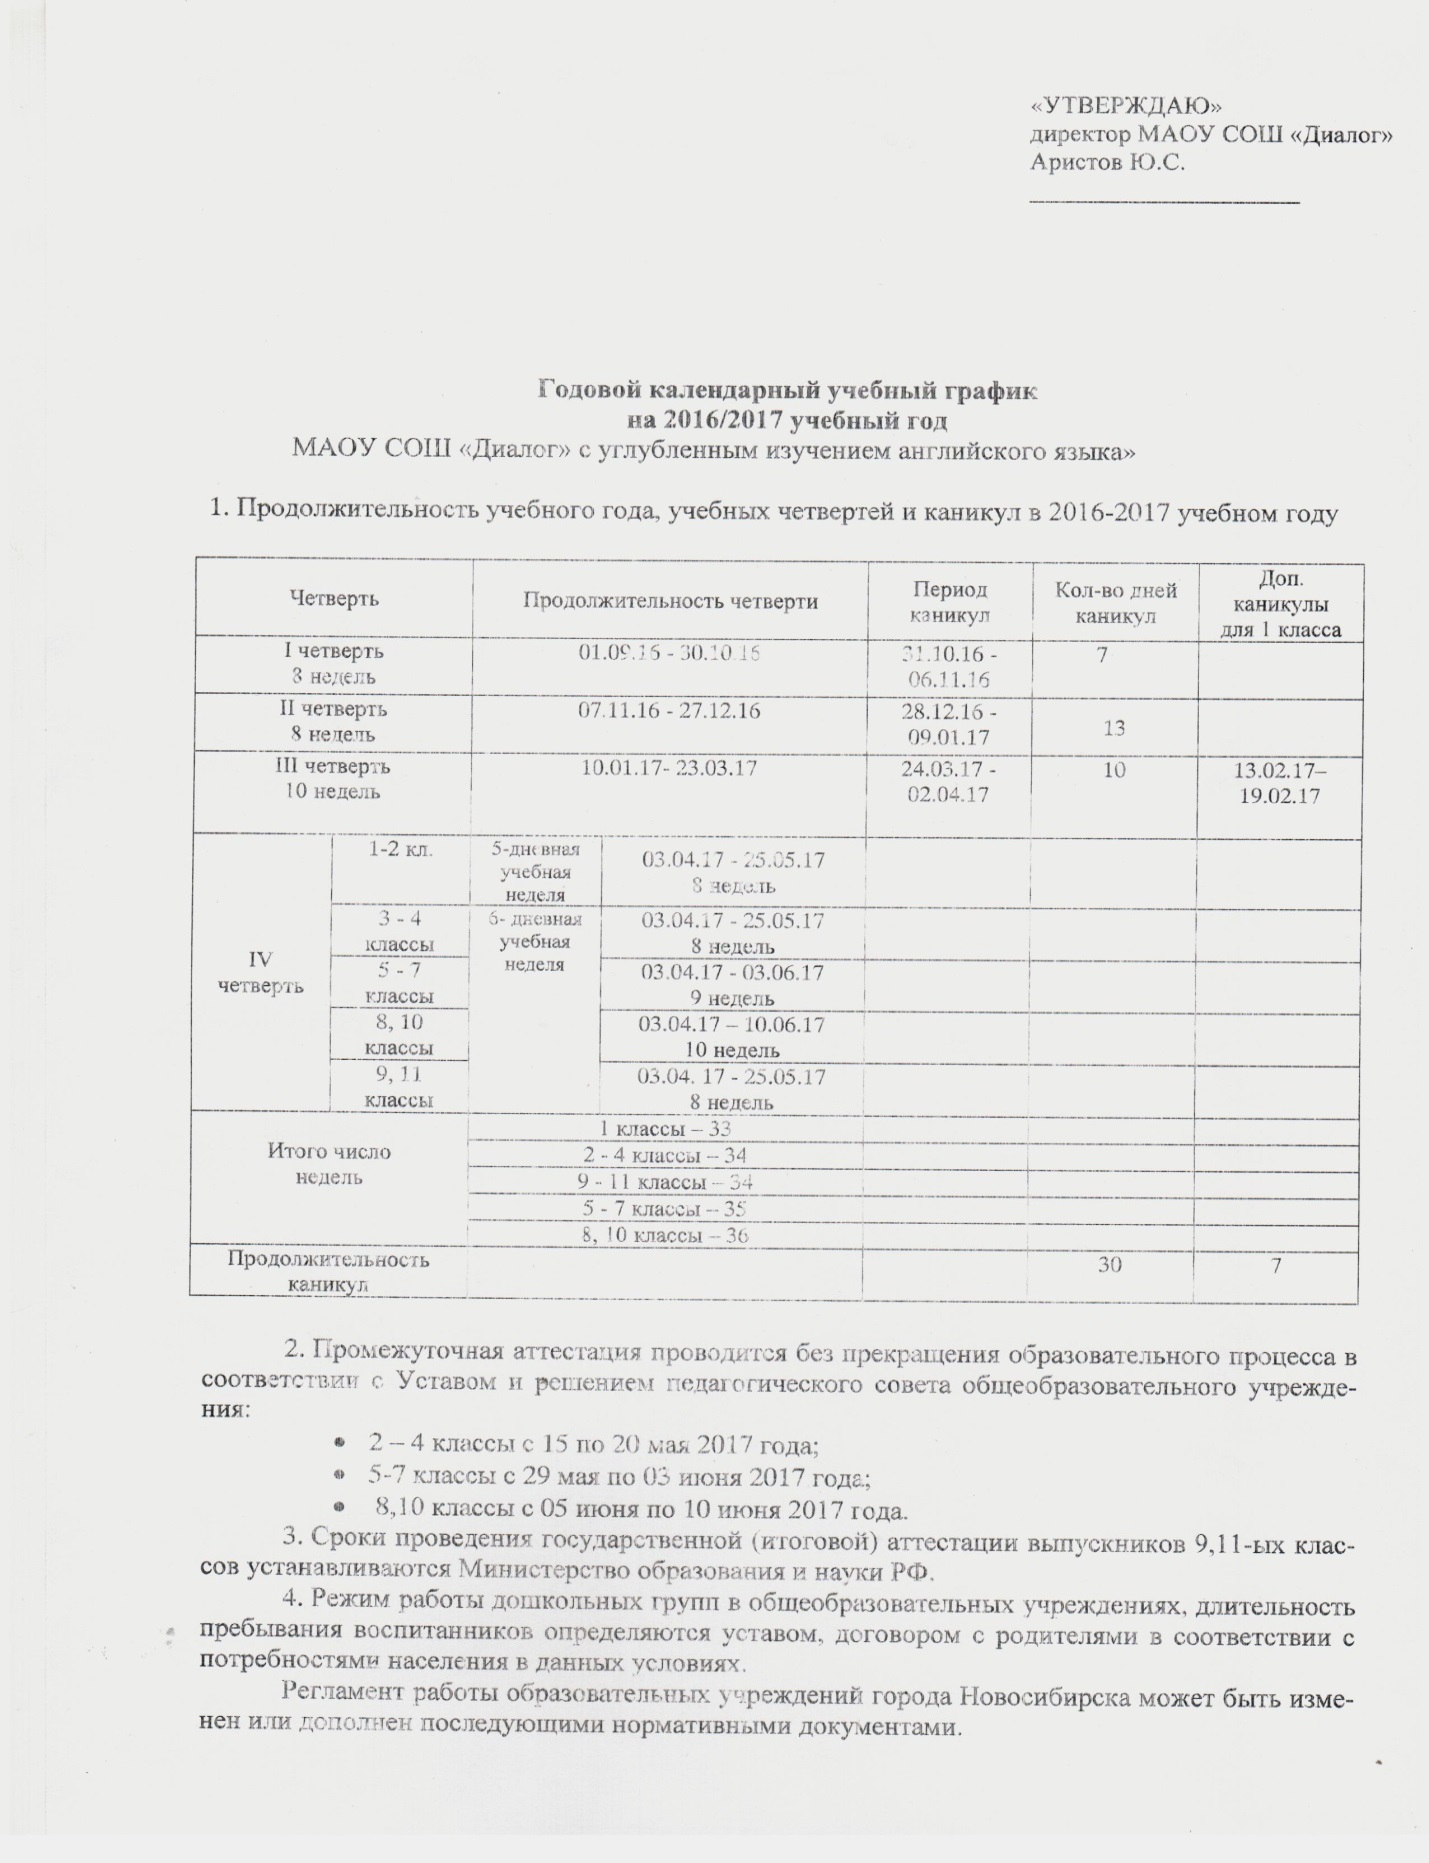 «УТВЕРЖДАЮ»
директор МАОУ СОШ «Диалог»
Аристов Ю.С.
Годовой календарный учебный график
на 2016/2017 учебный год
МАОУ СОШ «Диалог» с углубленным изучением английского языка»
1. Продолжительность учебного года, учебных четвертей и каникул в 2016-2017 учебном году
Четверть
Продолжительность четверти
Период
каникул
Кол-во дней
каникул
Доп.
каникулы
для 1 класса
I четверть
8 недель
01.09.16 - 30.10.16
31.10.16 -
06.11.16
7
II четверть
8 недель
07.11.16 - 27.12.16
28.12.16 -
09.01.17
13
III четверть
10 недель
10.01.17- 23.03.17
24.03.17 -
02.04.17
10
13.02.17–
19.02.17
IV
четверть
1-2 кл.
5-дневная
учебная
неделя
03.04.17 - 25.05.17
8 недель
3 - 4
классы
6- дневная
учебная
неделя
03.04.17 - 25.05.17
8 недель
5 - 7
классы
03.04.17 - 03.06.17
9 недель
8, 10
классы
03.04.17 – 10.06.17
10 недель
9, 11
классы
03.04. 17 - 25.05.17
8 недель
Итого число
недель
1 классы – 33
2 - 4 классы – 34
9 - 11 классы – 34
5 - 7 классы – 35
8, 10 классы – 36
Продолжительность
каникул
30
7
2. Промежуточная аттестация проводится без прекращения образовательного процесса в
соответствии с Уставом и решением педагогического совета общеобразовательного учрежде-
ния:
• 2 – 4 классы с 15 по 20 мая 2017 года;
• 5-7 классы с 29 мая по 03 июня 2017 года;
• 8,10 классы с 05 июня по 10 июня 2017 года.
3. Сроки проведения государственной (итоговой) аттестации выпускников 9,11-ых клас-
сов устанавливаются Министерство образования и науки РФ.
4. Режим работы дошкольных групп в общеобразовательных учреждениях, длительность
пребывания воспитанников определяются уставом, договором с родителями в соответствии с
потребностями населения в данных условиях.
Регламент работы образовательных учреждений города Новосибирска может быть изме-
нен или дополнен последующими нормативными документами.